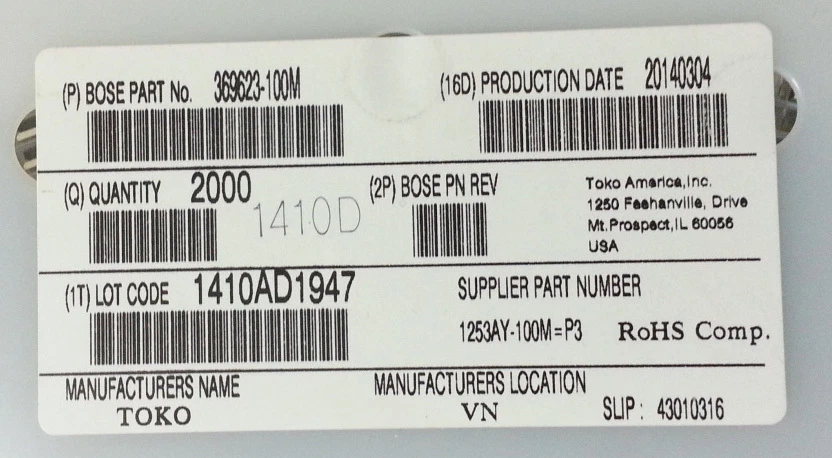 (P) BOSE PART No. 369623-100M
(16D) PRODUCTION DATE 20140304
(Q) QUANTITY 2000
1410D
(2P) BOSE PN REV
Toko America,Inc.
1250 Feehanville, Drive
Mt.Prospect,IL 60056
USA
(1T) LOT CODE 1410AD1947
SUPPLIER PART NUMBER
1253AY-100M=P3 RoHS Comp.
MANUFACTURERS NAME
TOKO
MANUFACTURERS LOCATION
VN
SLIP: 43010316